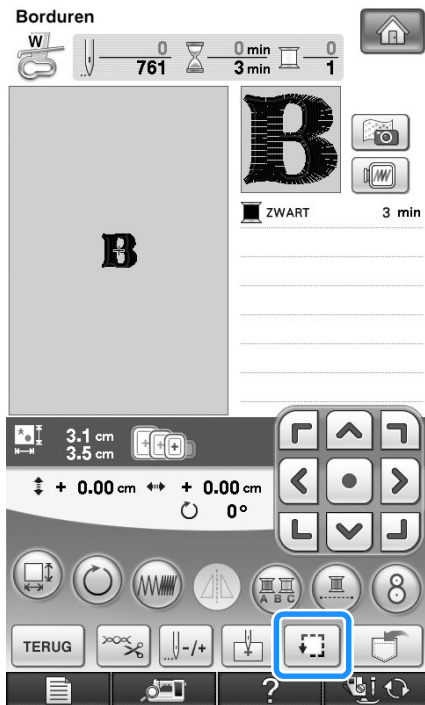 Borduren
W
0
761
0 min
3 min
0
1
B
ZWART 3 min
B
3.1 cm
3.5 cm
+ 0.00 cm + 0.00 cm
0°
A B C
8
TERUG
-/+
?
i